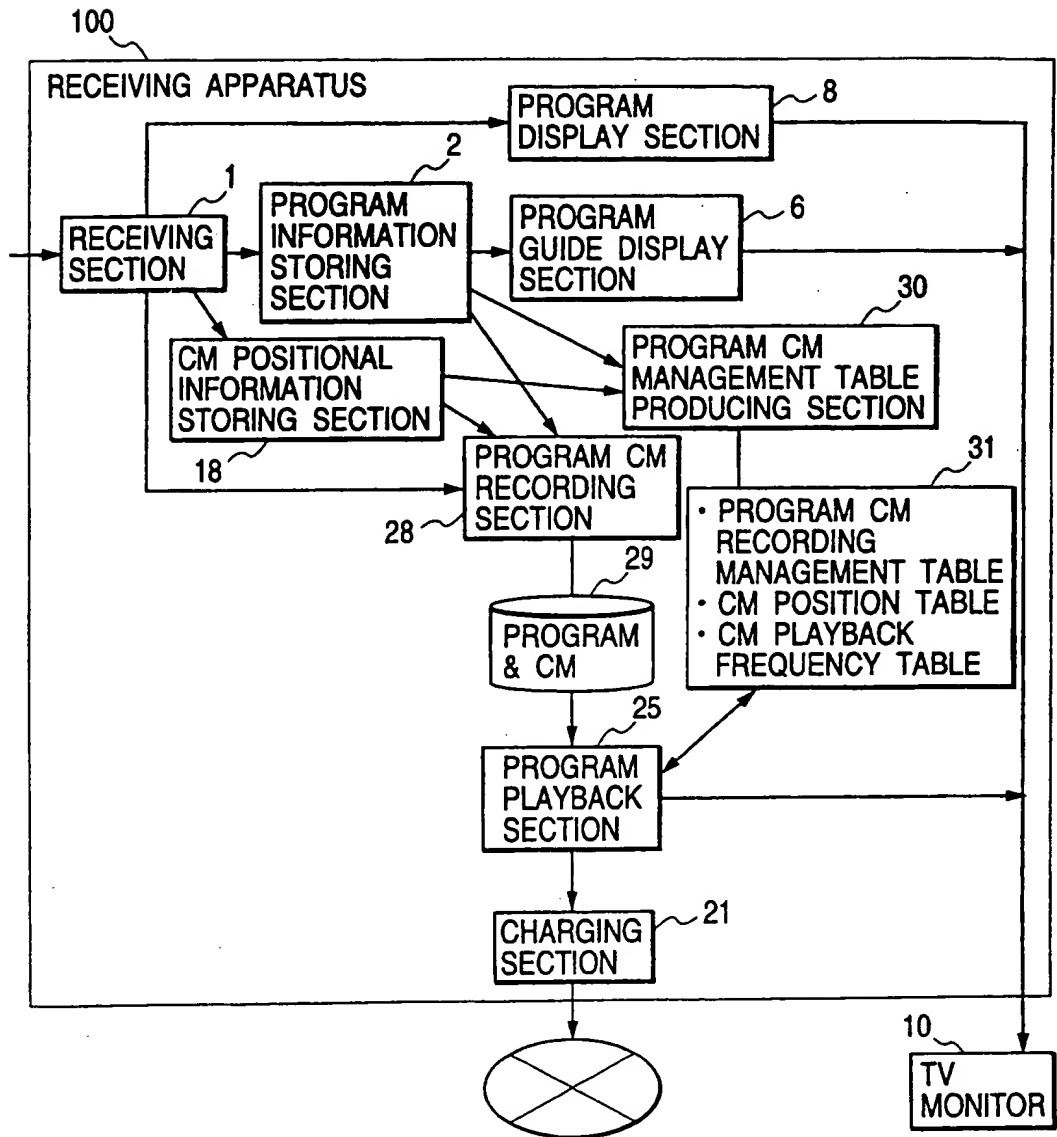 100
RECEIVING APPARATUS
8
PROGRAM
DISPLAY SECTION
2
PROGRAM
INFORMATION
STORING
SECTION
1
RECEIVING
SECTION
6
PROGRAM
GUIDE DISPLAY
SECTION
30
PROGRAM CM
MANAGEMENT TABLE
PRODUCING SECTION
CM POSITIONAL
INFORMATION
STORING SECTION
18
PROGRAM CM
RECORDING
SECTION
28
31
· PROGRAM CM
RECORDING
MANAGEMENT TABLE
· CM POSITION TABLE
· CM PLAYBACK
FREQUENCY TABLE
29
PROGRAM
& CM
25
PROGRAM
PLAYBACK
SECTION
21
CHARGING
SECTION
10
TV
MONITOR